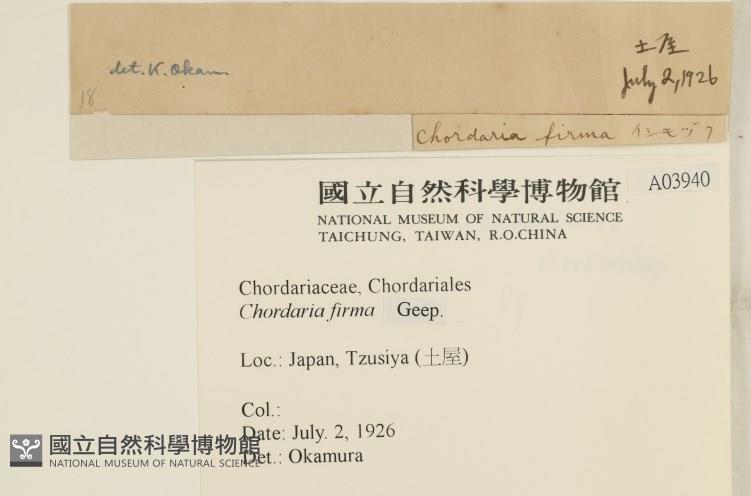 土屋
det. K. Okam
July 2, 1926
18
Chordaria firma イシモヅク
國立自然科學博物館
A03940
NATIONAL MUSEUM OF NATURAL SCIENCE
TAICHUNG, TAIWAN, R.O.CHINA
Chordariaceae, Chordariales
Chordaria firma Geep.
Loc.: Japan, Tzusiya (土屋)
Col.:
Date: July. 2, 1926
Det.: Okamura
國立自然科學博物館
NATIONAL MUSEUM OF NATURAL SCIENCE